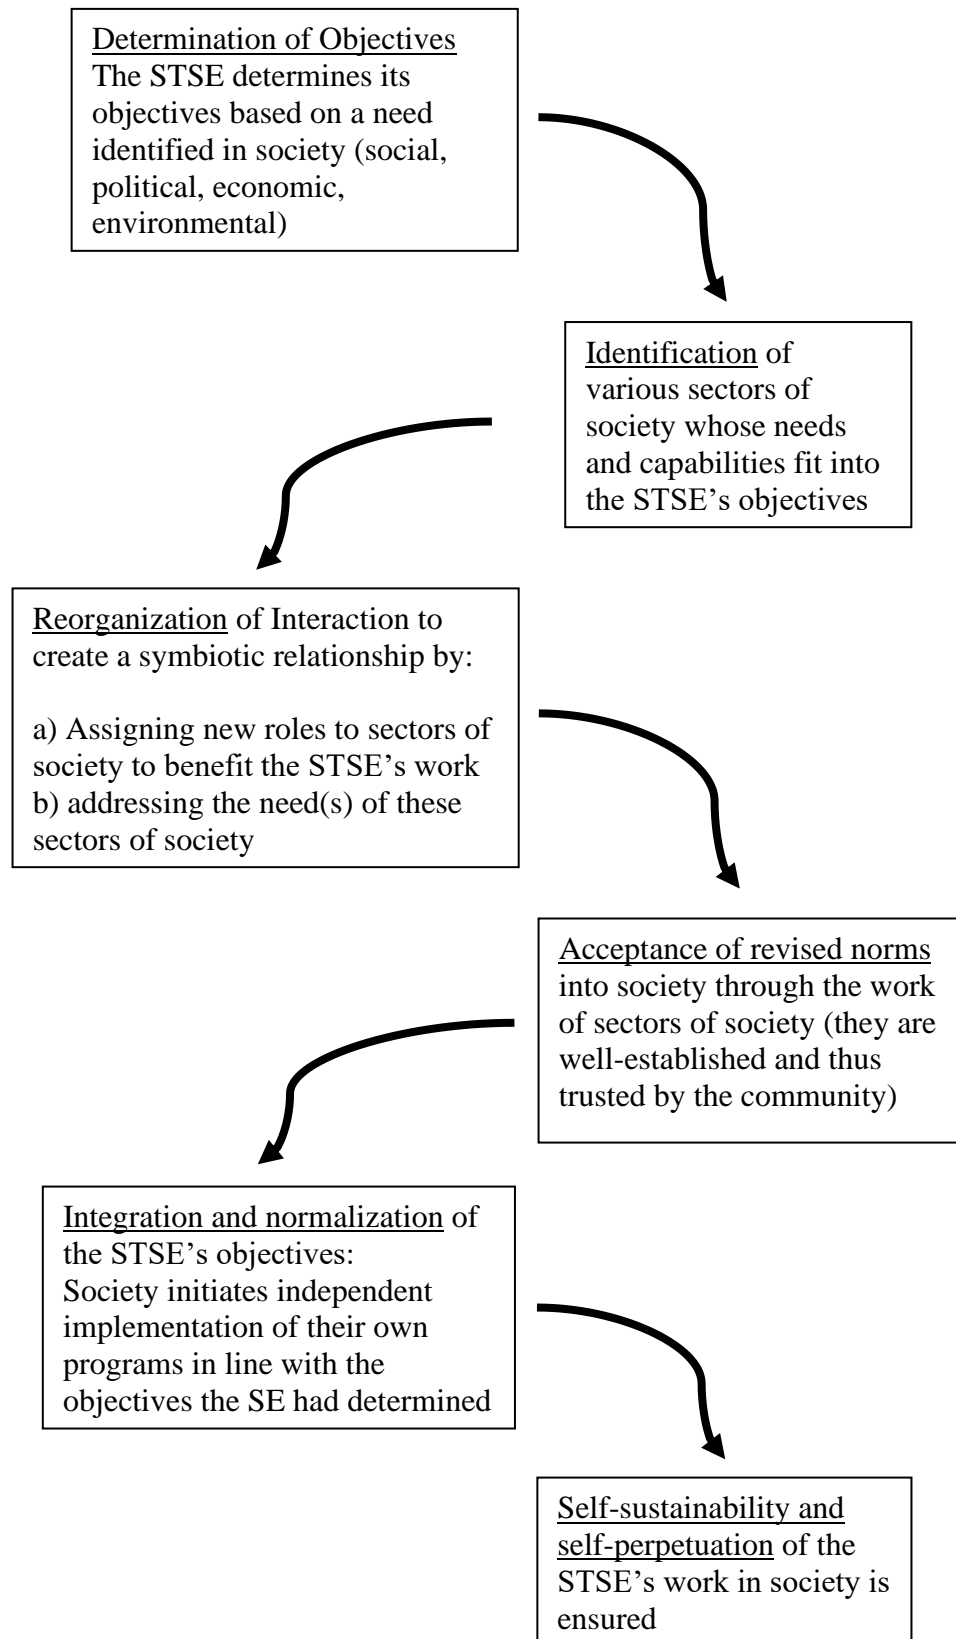 Determination of Objectives
The STSE determines its
objectives based on a need
identified in society (social,
political, economic,
environmental)
Identification of
various sectors of
society whose needs
and capabilities fit into
the STSE’s objectives
Reorganization of Interaction to
create a symbiotic relationship by:
a) Assigning new roles to sectors of
society to benefit the STSE’s work
b) addressing the need(s) of these
sectors of society
Acceptance of revised norms
into society through the work
of sectors of society (they are
well-established and thus
trusted by the community)
Integration and normalization of
the STSE’s objectives:
Society initiates independent
implementation of their own
programs in line with the
objectives the SE had determined
Self-sustainability and
self-perpetuation of the
STSE’s work in society is
ensured